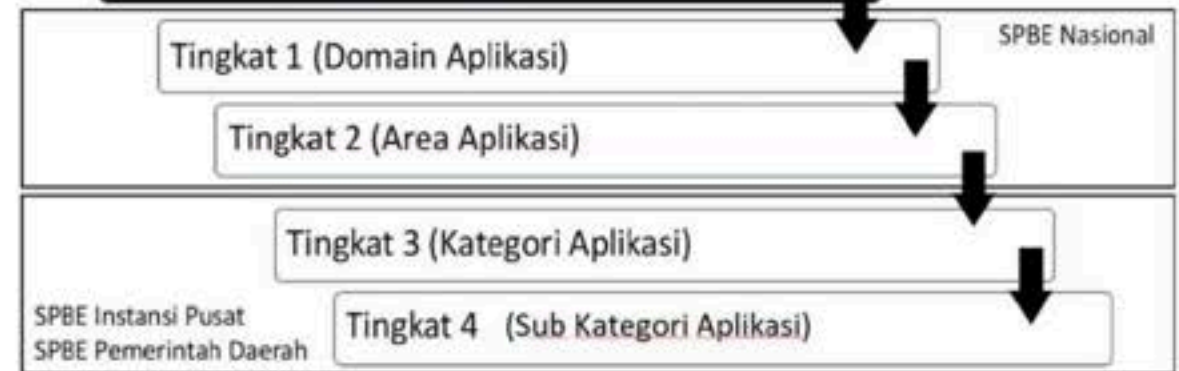 Tingkat 1 (Domain Aplikasi)
SPBE Nasional
Tingkat 2 (Area Aplikasi)
Tingkat 3 (Kategori Aplikasi)
SPBE Instansi Pusat
SPBE Pemerintah Daerah
Tingkat 4 (Sub Kategori Aplikasi)